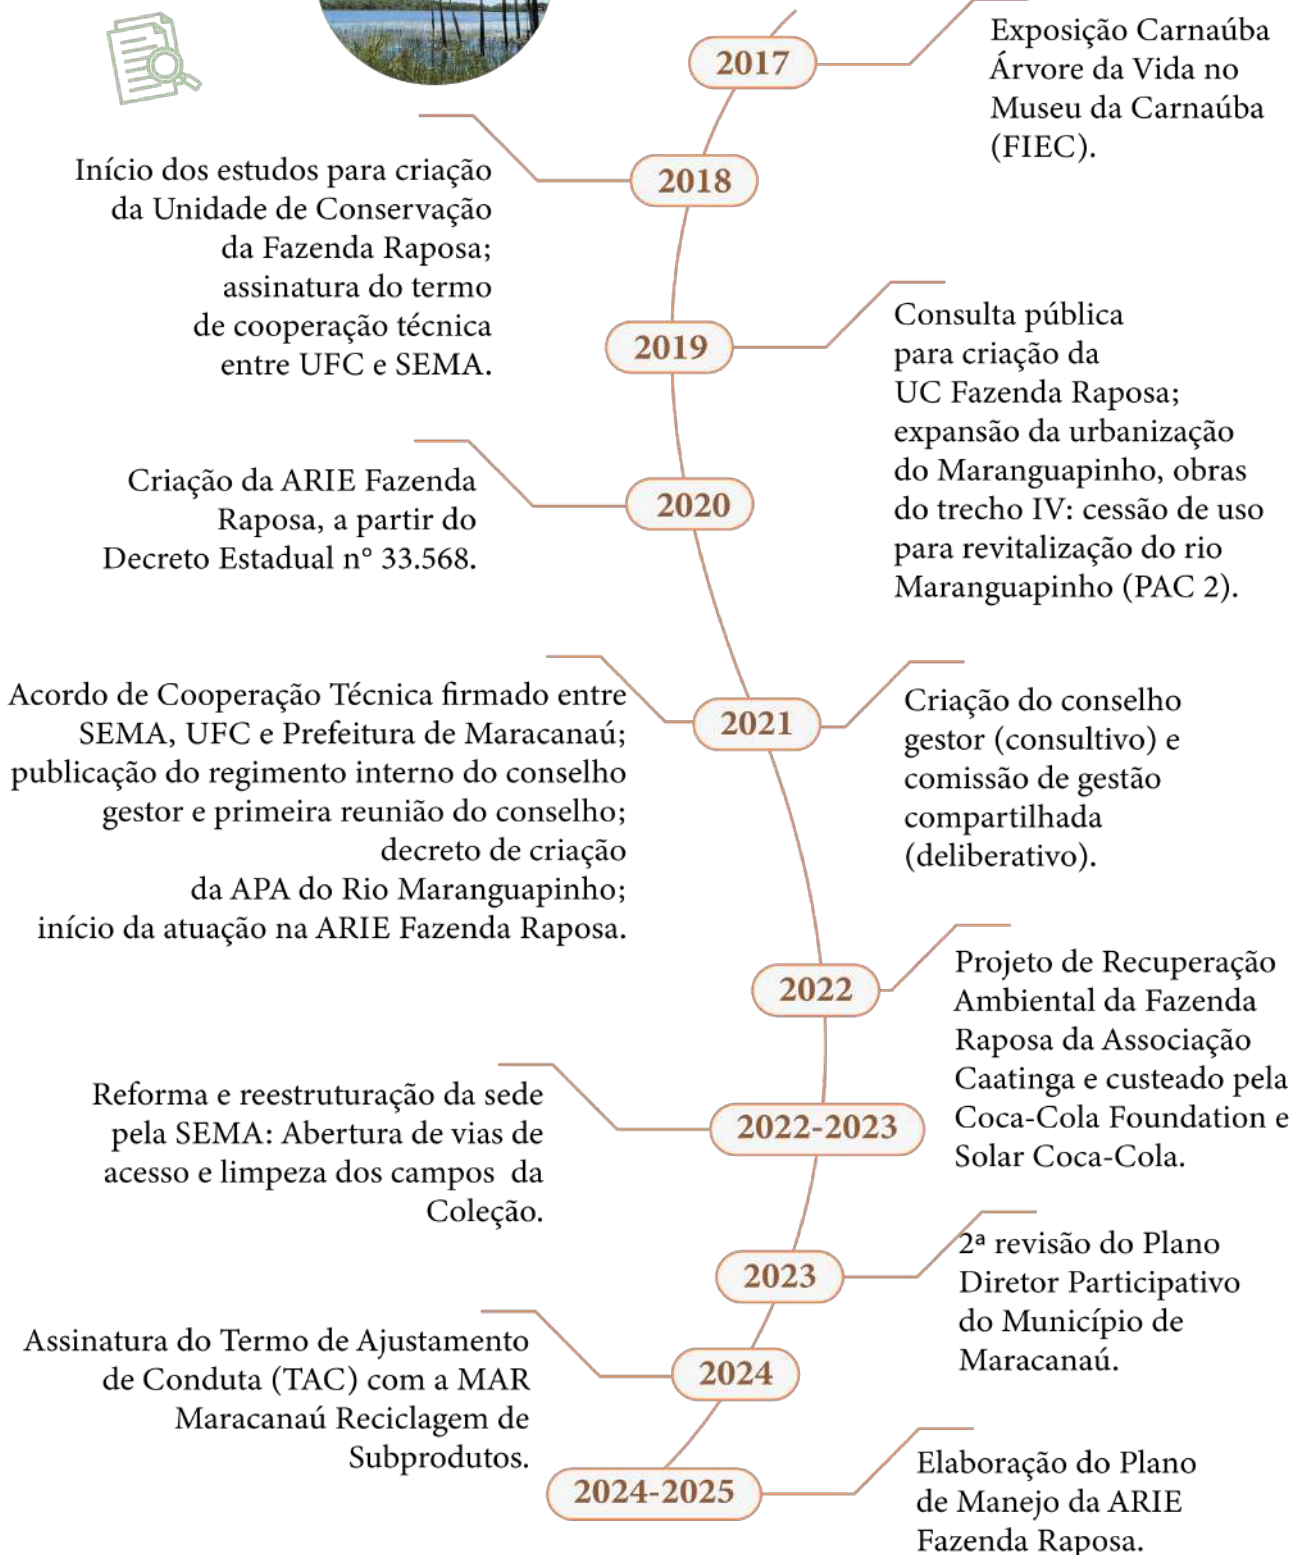 2017
Exposição Carnaúba
Árvore da Vida no
Museu da Carnaúba
(FIEC).
2018
Início dos estudos para criação
da Unidade de Conservação
da Fazenda Raposa;
assinatura do termo
de cooperação técnica
entre UFC e SEMA.
2019
Consulta pública
para criação da
UC Fazenda Raposa;
expansão da urbanização
do Maranguapinho, obras
do trecho IV: cessão de uso
para revitalização do rio
Maranguapinho (PAC 2).
2020
Criação da ARIE Fazenda
Raposa, a partir do
Decreto Estadual n° 33.568.
2021
Acordo de Cooperação Técnica firmado entre
SEMA, UFC e Prefeitura de Maracanaú;
publicação do regimento interno do conselho
gestor e primeira reunião do conselho;
decreto de criação
da APA do Rio Maranguapinho;
início da atuação na ARIE Fazenda Raposa.
Criação do conselho
gestor (consultivo) e
comissão de gestão
compartilhada
(deliberativo).
2022
Projeto de Recuperação
Ambiental da Fazenda
Raposa da Associação
Caatinga e custeado pela
Coca-Cola Foundation e
Solar Coca-Cola.
2022-2023
Reforma e reestruturação da sede
pela SEMA: Abertura de vias de
acesso e limpeza dos campos da
Coleção.
2023
2ª revisão do Plano
Diretor Participativo
do Município de
Maracanaú.
2024
Assinatura do Termo de Ajustamento
de Conduta (TAC) com a MAR
Maracanaú Reciclagem de
Subprodutos.
2024-2025
Elaboração do Plano
de Manejo da ARIE
Fazenda Raposa.